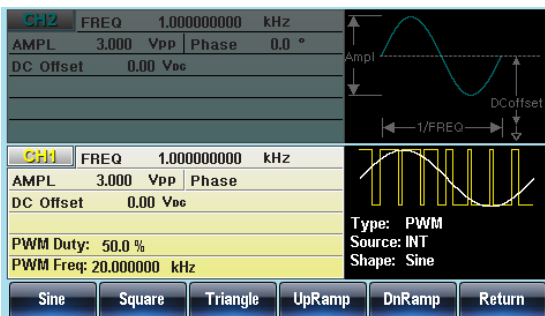 CH2 FREQ 1.000000000 kHz
AMPL 3.000 Vpp Phase 0.0 °
DC Offset 0.00 VDC
Ampl
DCoffset
1/FREQ
CH1 FREQ 1.000000000 kHz
AMPL 3.000 Vpp Phase
DC Offset 0.00 VDC
PWM Duty: 50.0 %
PWM Freq: 20.000000 kHz
Type: PWM
Source: INT
Shape: Sine
Sine Square Triangle UpRamp DnRamp Return